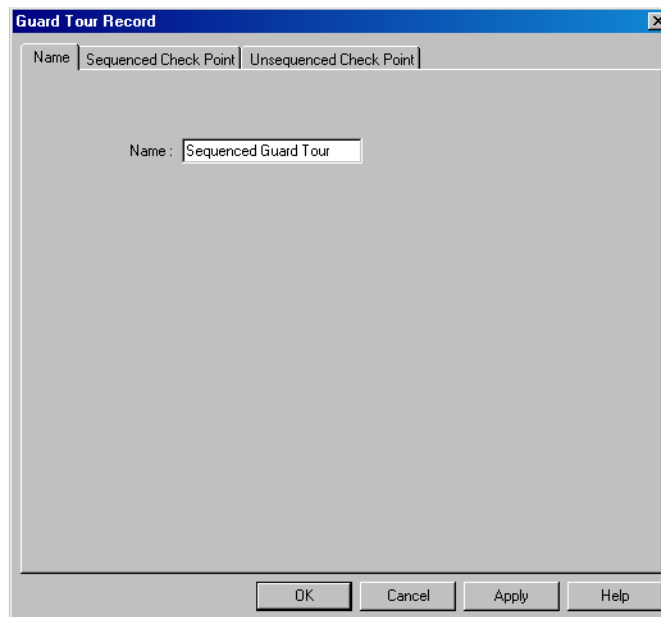 Guard Tour Record
Name Sequenced Check Point Unsequenced Check Point
Name : Sequenced Guard Tour
OK Cancel Apply Help